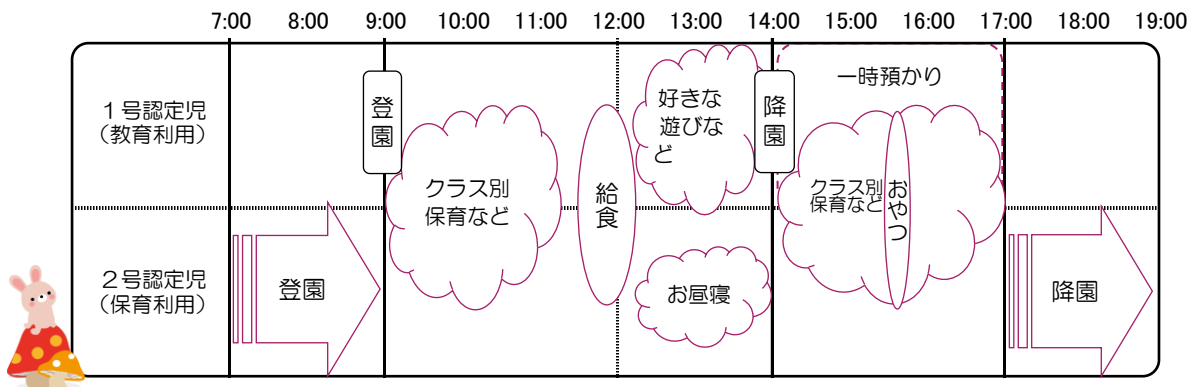 7:00 8:00 9:00 10:00 11:00 12:00 13:00 14:00 15:00 16:00 17:00 18:00 19:00
1号認定児
(教育利用)
登園
クラス別
保育など
給食
好きな
遊びな
ど
降園
一時預かり
クラス別
保育など
おやつ
2号認定児
(保育利用)
登園
お昼寝
降園